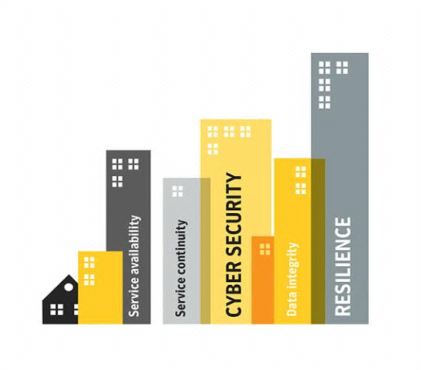 Service availability
Service continuity
CYBER SECURITY
Data integrity
RESILIENCE